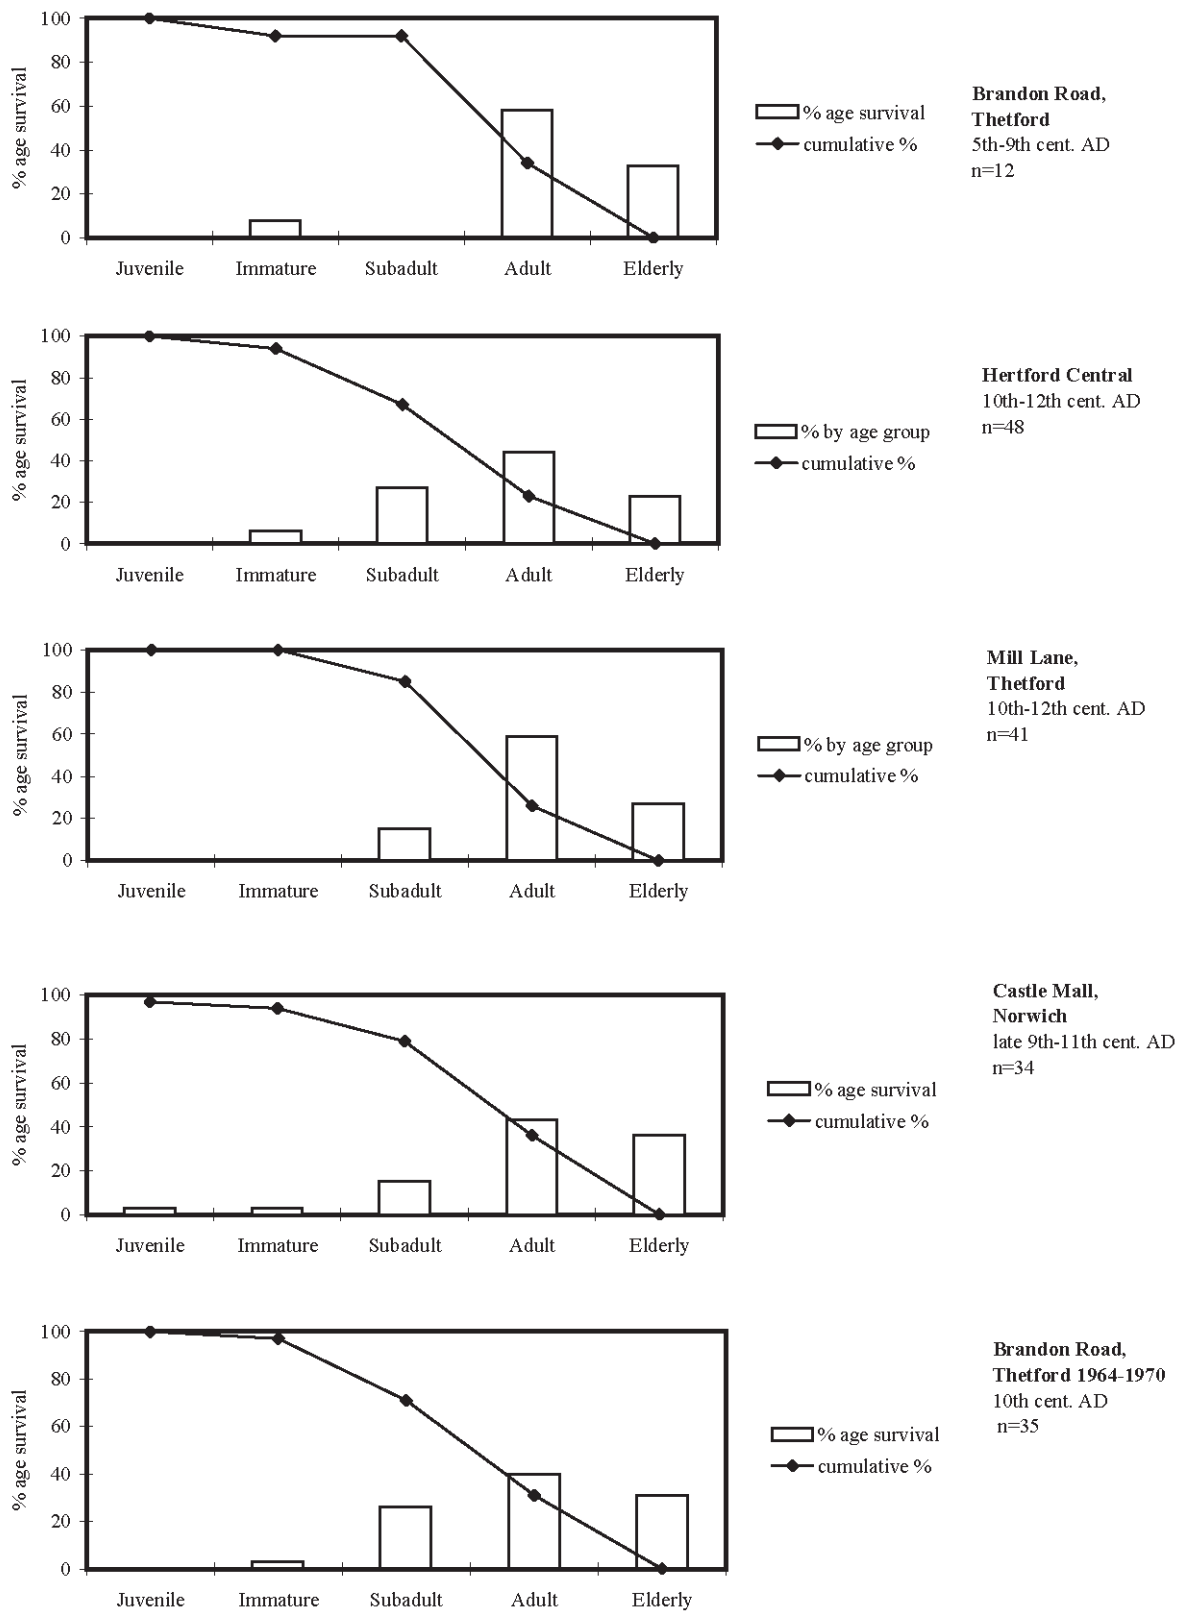 100
80
60
40
20
0
% age survival
Juvenile Immature Subadult Adult Elderly
% age survival
cumulative %
Brandon Road,
Thetford
5th-9th cent. AD
n=12
100
80
60
40
20
0
% age survival
Juvenile Immature Subadult Adult Elderly
% by age group
cumulative %
Hertford Central
10th-12th cent. AD
n=48
100
80
60
40
20
0
% age survival
Juvenile Immature Subadult Adult Elderly
% by age group
cumulative %
Mill Lane,
Thetford
10th-12th cent. AD
n=41
100
80
60
40
20
0
% age survival
Juvenile Immature Subadult Adult Elderly
% age survival
cumulative %
Castle Mall,
Norwich
late 9th-11th cent. AD
n=34
100
80
60
40
20
0
% age survival
Juvenile Immature Subadult Adult Elderly
% age survival
cumulative %
Brandon Road,
Thetford 1964-1970
10th cent. AD
n=35